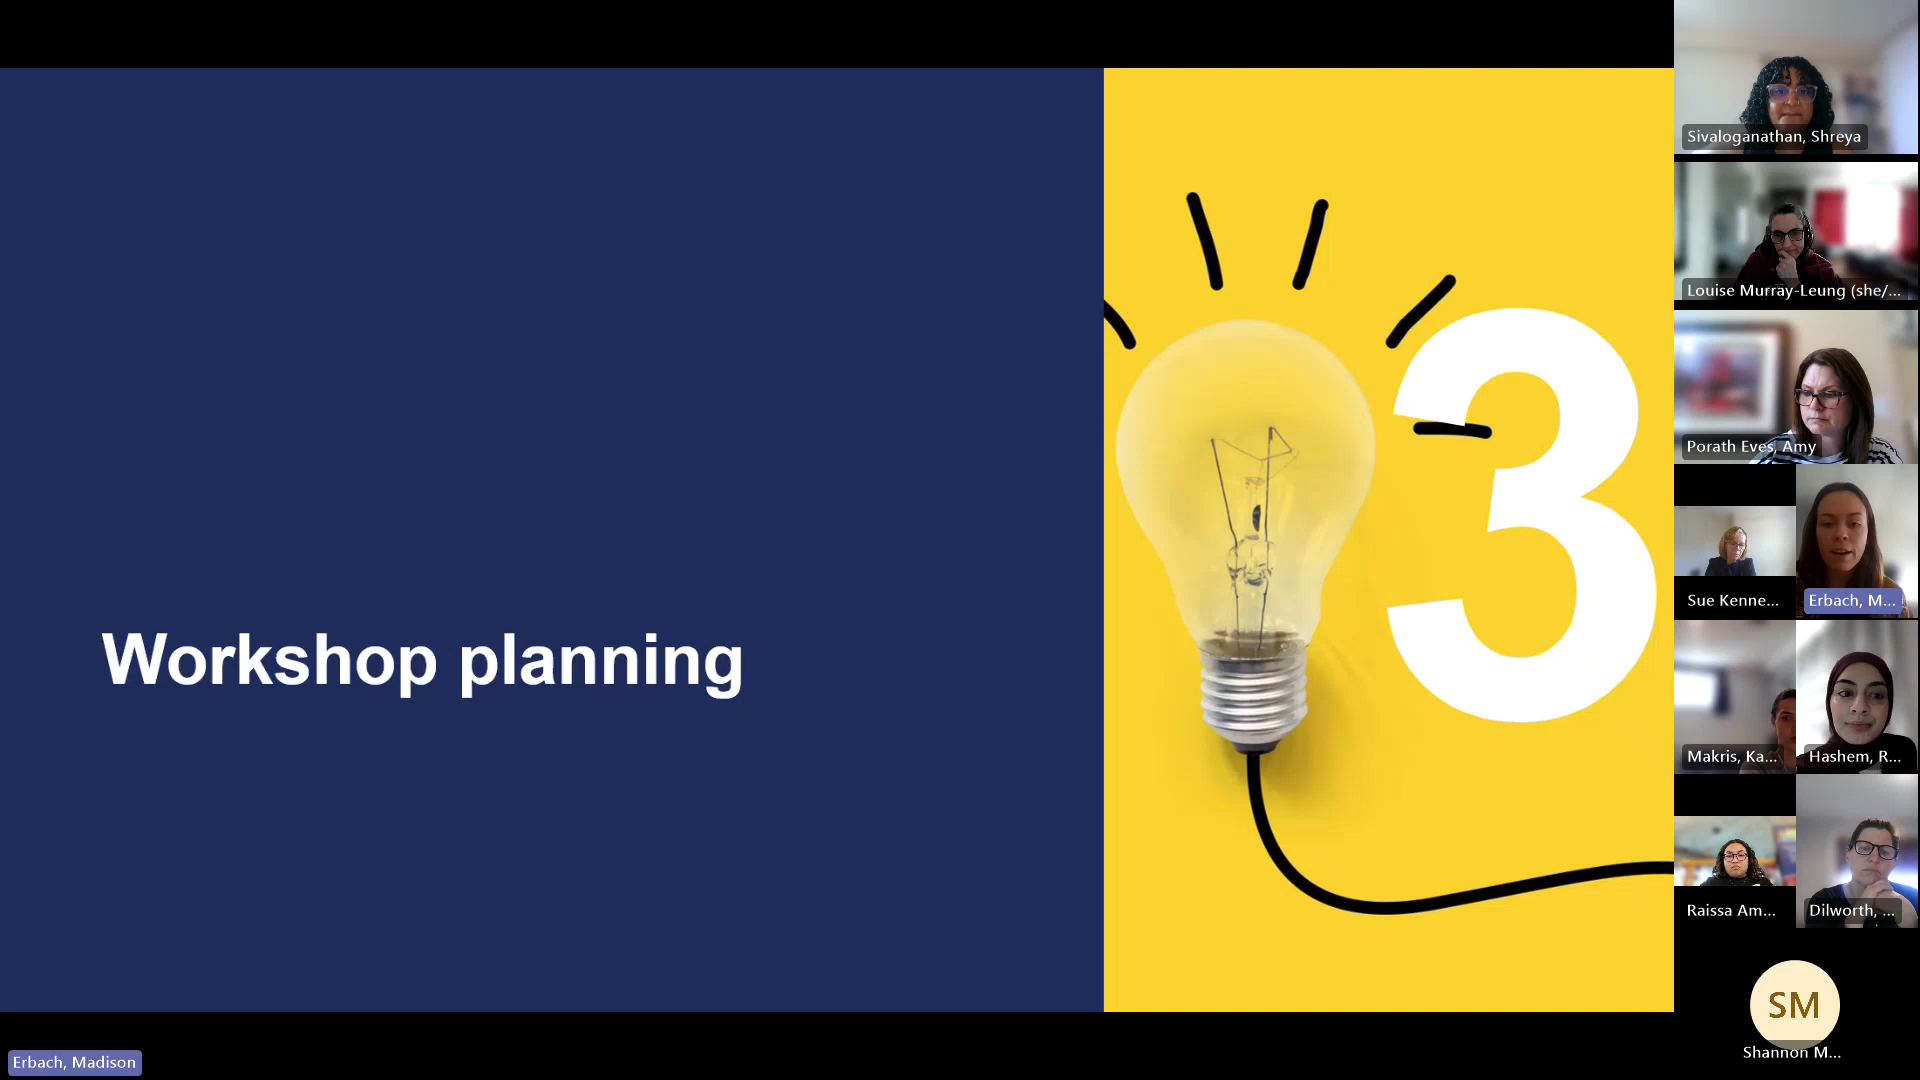 Workshop planning
3
Sivaloganathan, Shreya
Louise Murray-Leung (she/...
Porath Eves, Amy
Sue Kenne...
Erbach, M...
Makris, Ka...
Hashem, R...
Raissa Am...
Dilworth, ...
SM
Shannon M...
Erbach, Madison